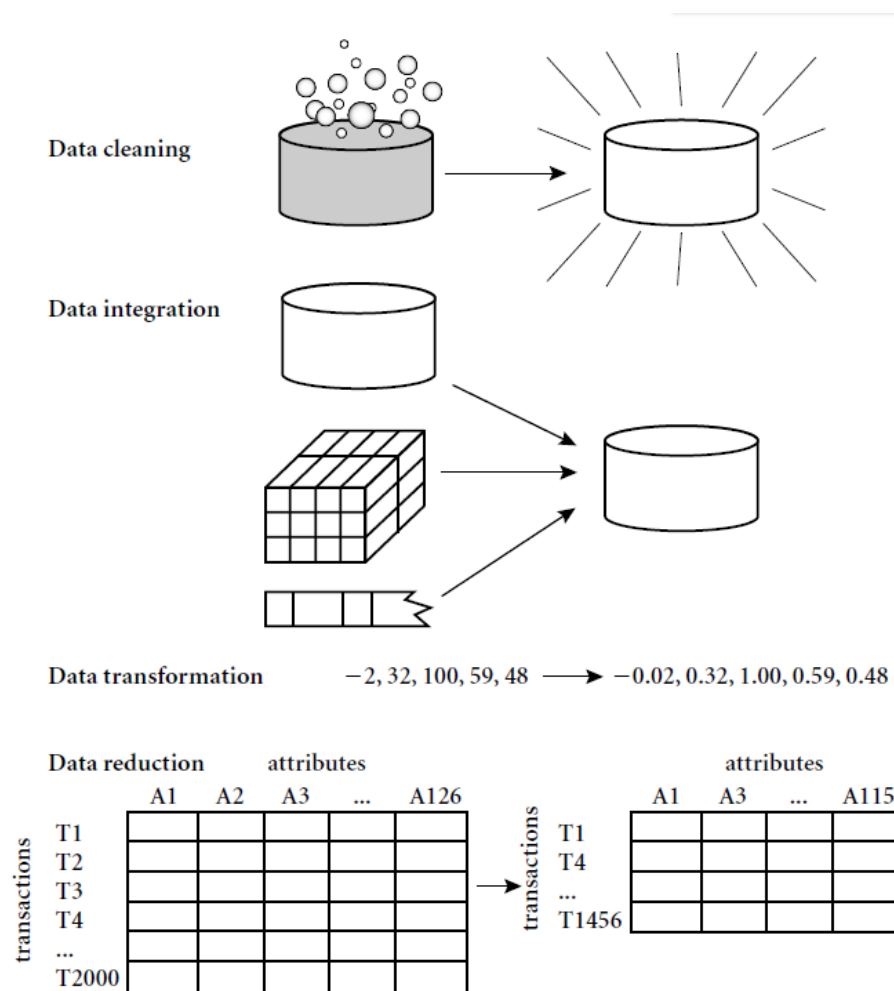 Data cleaning
Data integration
Data transformation −2, 32, 100, 59, 48 −0.02, 0.32, 1.00, 0.59, 0.48
Data reduction attributes attributes
A1 A2 A3 ... A126 A1 A3 ... A115
transactions transactions
T1 T1
T2 T4
T3 ...
T4 T1456
...
T2000